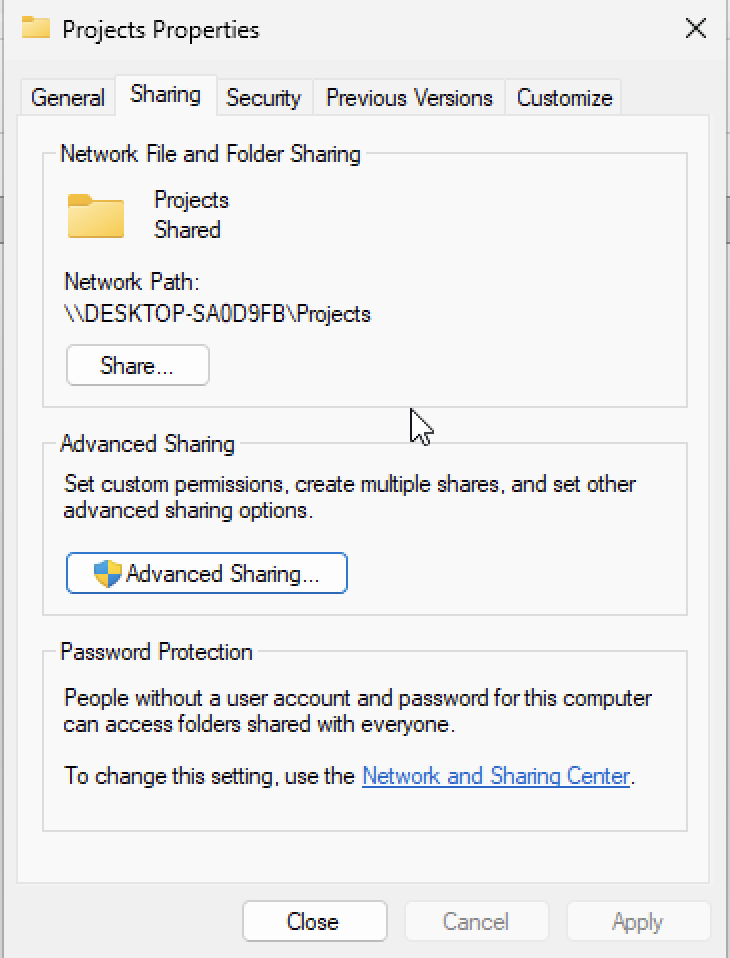 Projects Properties
General Sharing Security Previous Versions Customize
Network File and Folder Sharing
Projects
Shared
Network Path:
\\DESKTOP-SA0D9FB\Projects
Share...
Advanced Sharing
Set custom permissions, create multiple shares, and set other
advanced sharing options.
Advanced Sharing...
Password Protection
People without a user account and password for this computer
can access folders shared with everyone.
To change this setting, use the Network and Sharing Center.
Close Cancel Apply